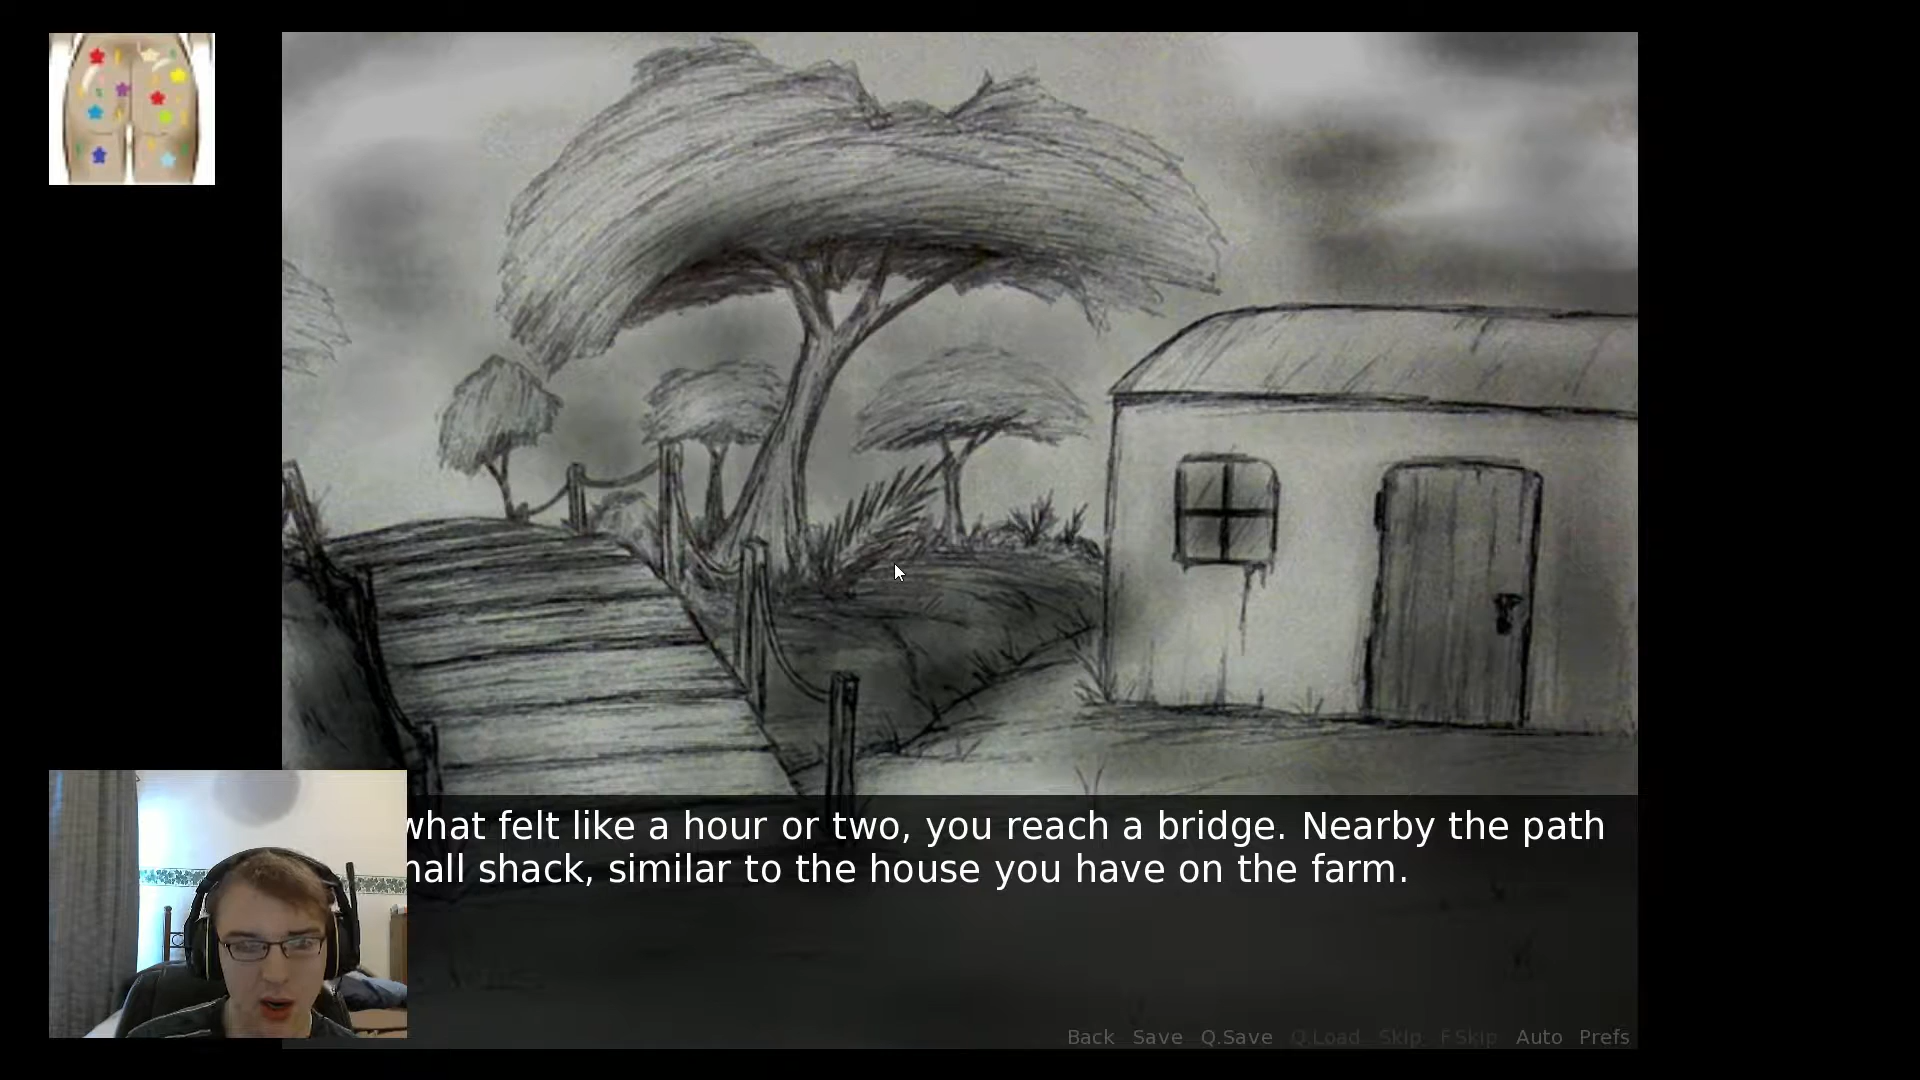 what felt like a hour or two, you reach a bridge. Nearby the path
shack, similar to the house you have on the farm.
Back Save Q.Save Q.Load Skip F.Skip Auto Prefs